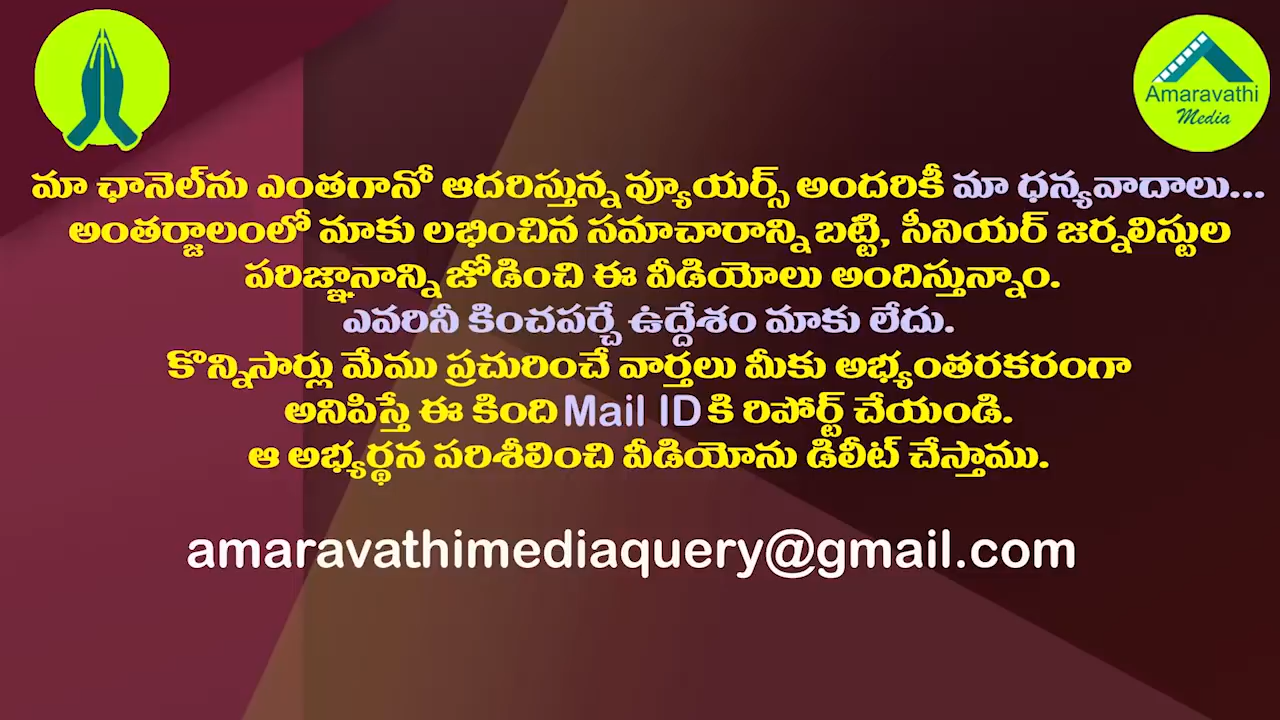 Amaravathi
Media
మా ఛానెల్‌ను ఎంతగానో ఆదరిస్తున్న వ్యూయర్స్ అందరికీ మా ధన్యవాదాలు...
అంతర్జాలంలో మాకు లభించిన సమాచారాన్ని బట్టి, సీనియర్ జర్నలిస్టుల
పరిజ్ఞానాన్ని జోడించి ఈ వీడియోలు అందిస్తున్నాం.
ఎవరినీ కించపర్చే ఉద్దేశం మాకు లేదు.
కొన్నిసార్లు మేము ప్రచురించే వార్తలు మీకు అభ్యంతరకరంగా
అనిపిస్తే ఈ కింది Mail ID కి రిపోర్ట్ చేయండి.
ఆ అభ్యర్థన పరిశీలించి వీడియోను డిలీట్ చేస్తాము.
amaravathimediaquery@gmail.com